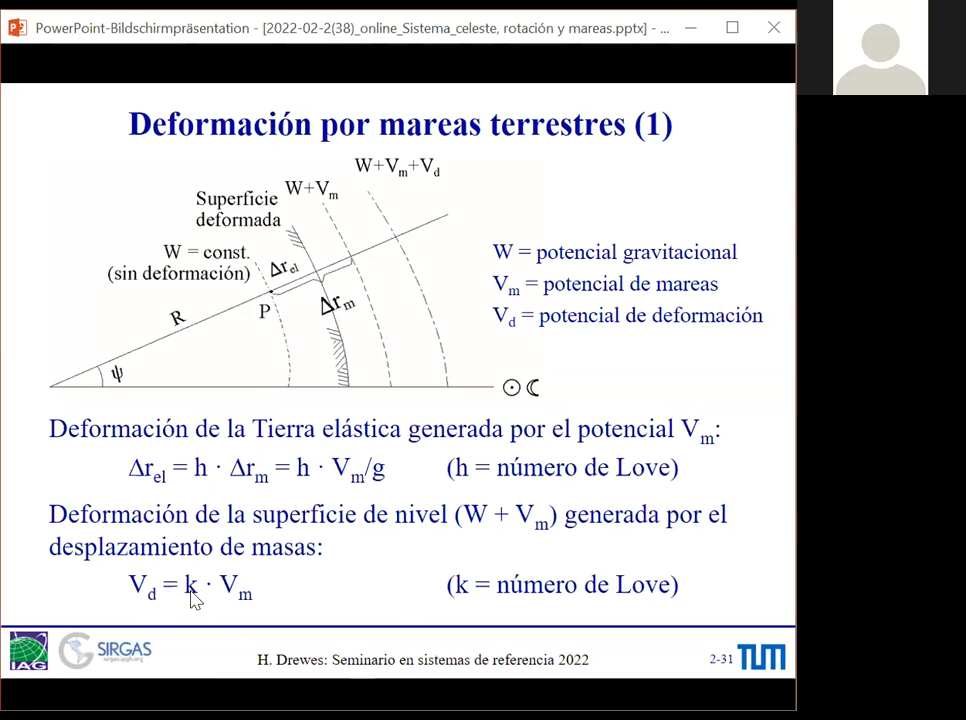 PowerPoint-Bildschirmpräsentation - [2022-02-2(38)_online_Sistema_celeste, rotación y mareas.pptx] - ...
Deformación por mareas terrestres (1)
W+Vm+Vd
W+Vm
Superficie
deformada
W = const.
(sin deformación)
Δrel
P
Δrm
R
ψ
☉☾
W = potencial gravitacional
Vm = potencial de mareas
Vd = potencial de deformación
Deformación de la Tierra elástica generada por el potencial Vm:
Δrel = h · Δrm = h · Vm/g (h = número de Love)
Deformación de la superficie de nivel (W + Vm) generada por el
desplazamiento de masas:
Vd = k · Vm (k = número de Love)
IAG
SIRGAS
H. Drewes: Seminario en sistemas de referencia 2022
2-31
TUM